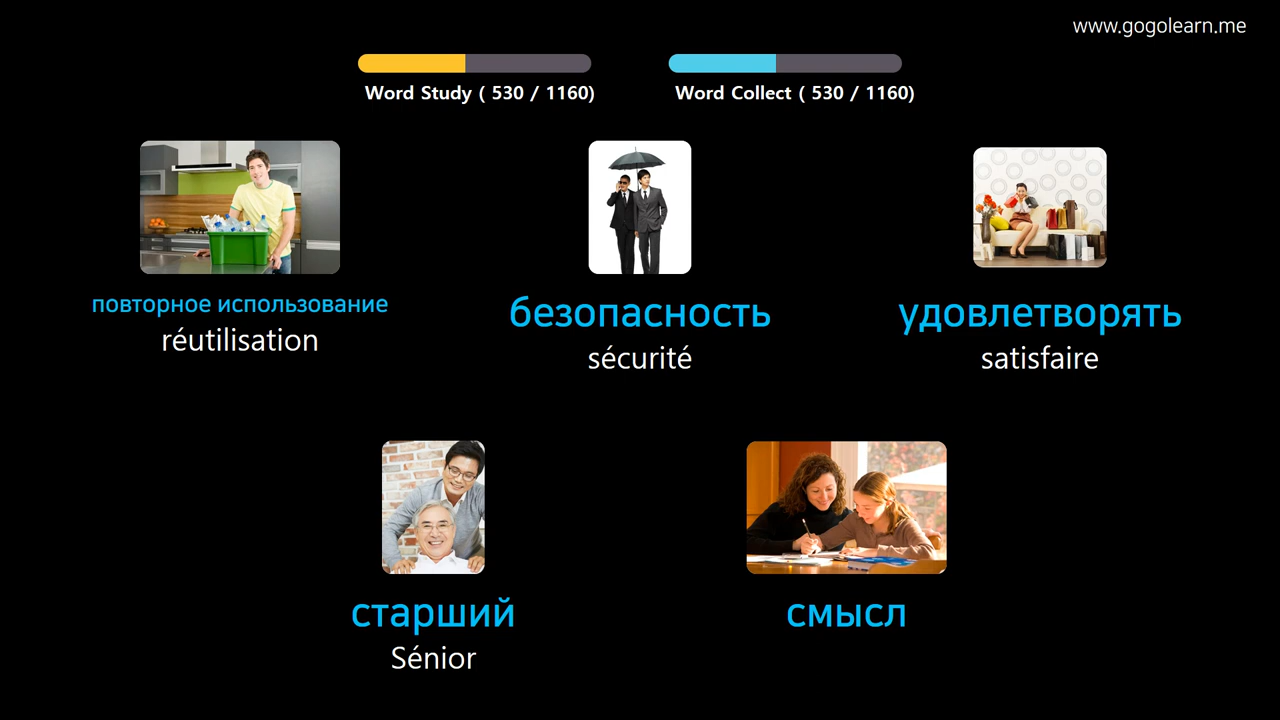 www.gogolearn.me
Word Study ( 530 / 1160)
Word Collect ( 530 / 1160)
повторное использование
réutilisation
безопасность
sécurité
удовлетворять
satisfaire
старший
Sénior
смысл